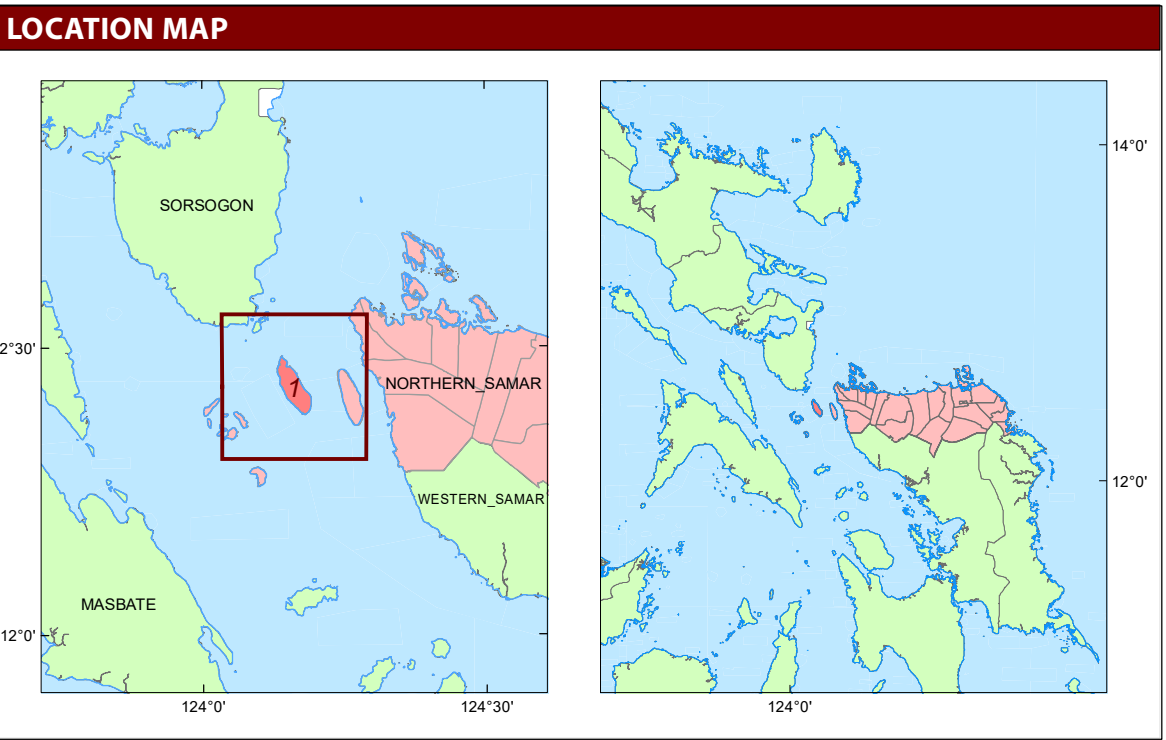 LOCATION MAP
SORSOGON
2°30'
1
NORTHERN_SAMAR
WESTERN_SAMAR
MASBATE
12°0'
124°0'
124°30'
14°0'
12°0'
124°0'